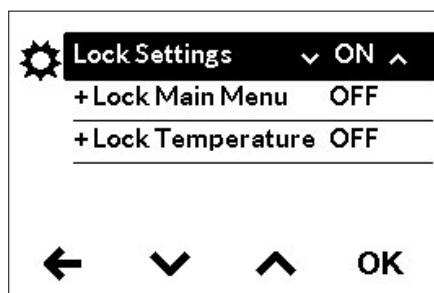 Lock Settings ON
+ Lock Main Menu OFF
+ Lock Temperature OFF
OK